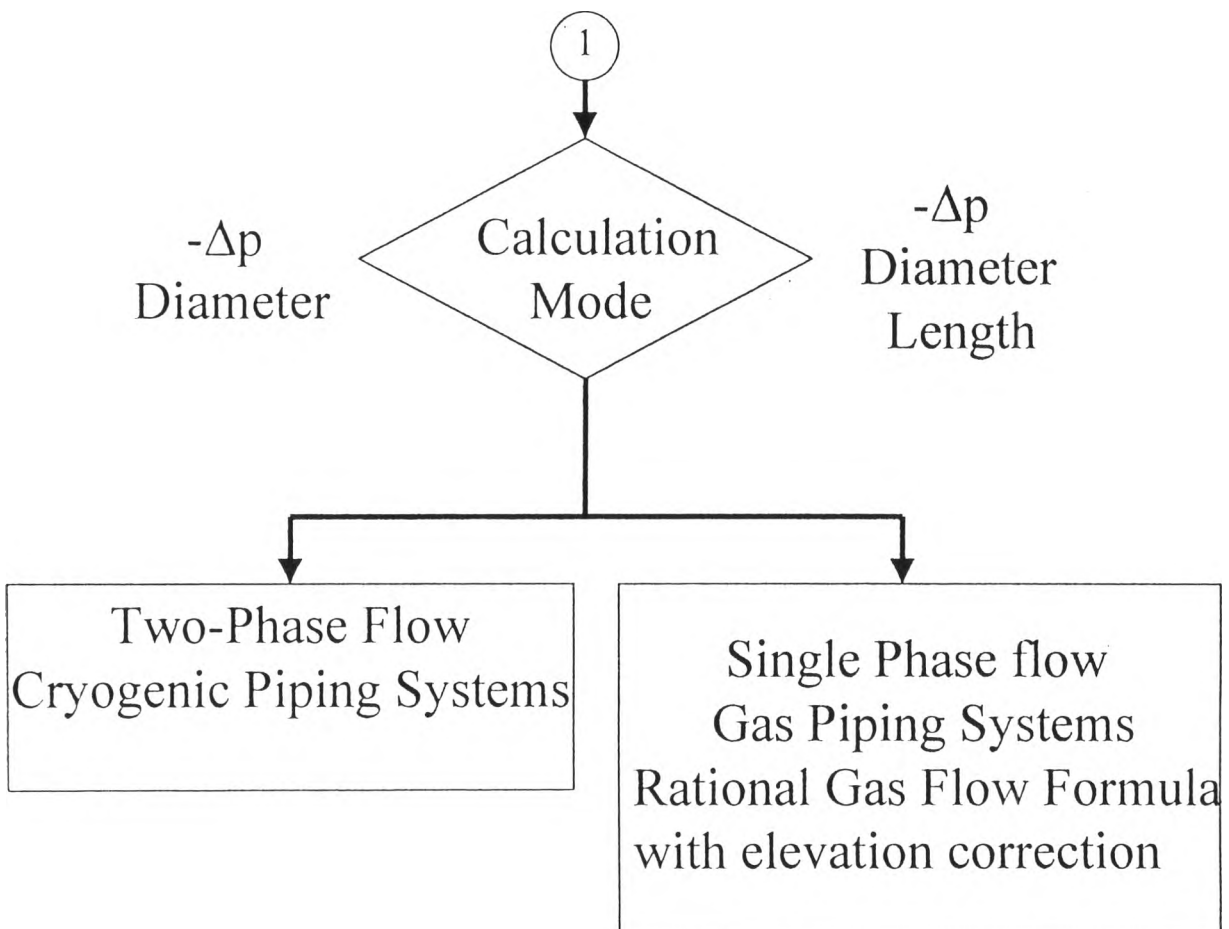 1
Calculation
Mode
-Δp
Diameter
-Δp
Diameter
Length
Two-Phase Flow
Cryogenic Piping Systems
Single Phase flow
Gas Piping Systems
Rational Gas Flow Formula
with elevation correction